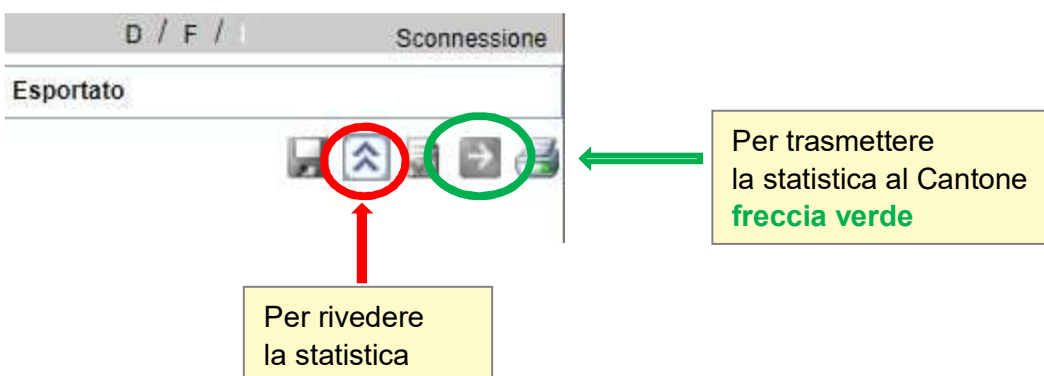 D / F /
Sconnessione
Esportato
Per trasmettere
la statistica al Cantone
freccia verde
Per rivedere
la statistica